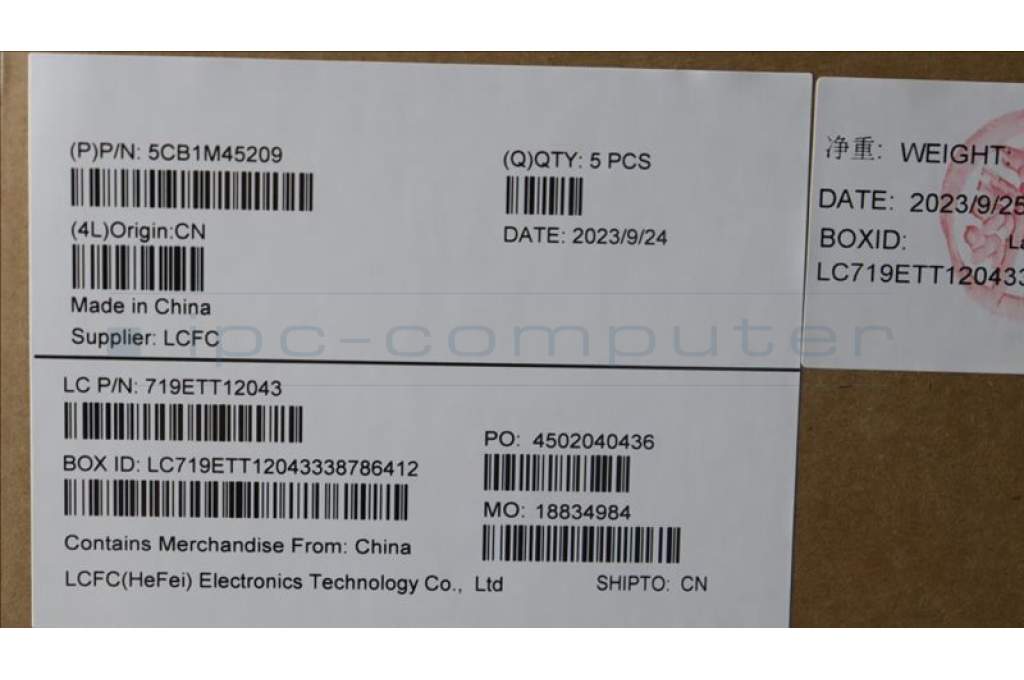 (P)P/N: 5CB1M45209
(Q)QTY: 5 PCS
(4L)Origin:CN
DATE: 2023/9/24
Made in China
Supplier: LCFC
LC P/N: 719ETT12043
PO: 4502040436
BOX ID: LC719ETT12043338786412
MO: 18834984
Contains Merchandise From: China
LCFC(HeFei) Electronics Technology Co., Ltd
SHIPTO: CN
净重: WEIGHT:
DATE: 2023/9/25
BOXID:
LC719ETT12043
ipc-computer